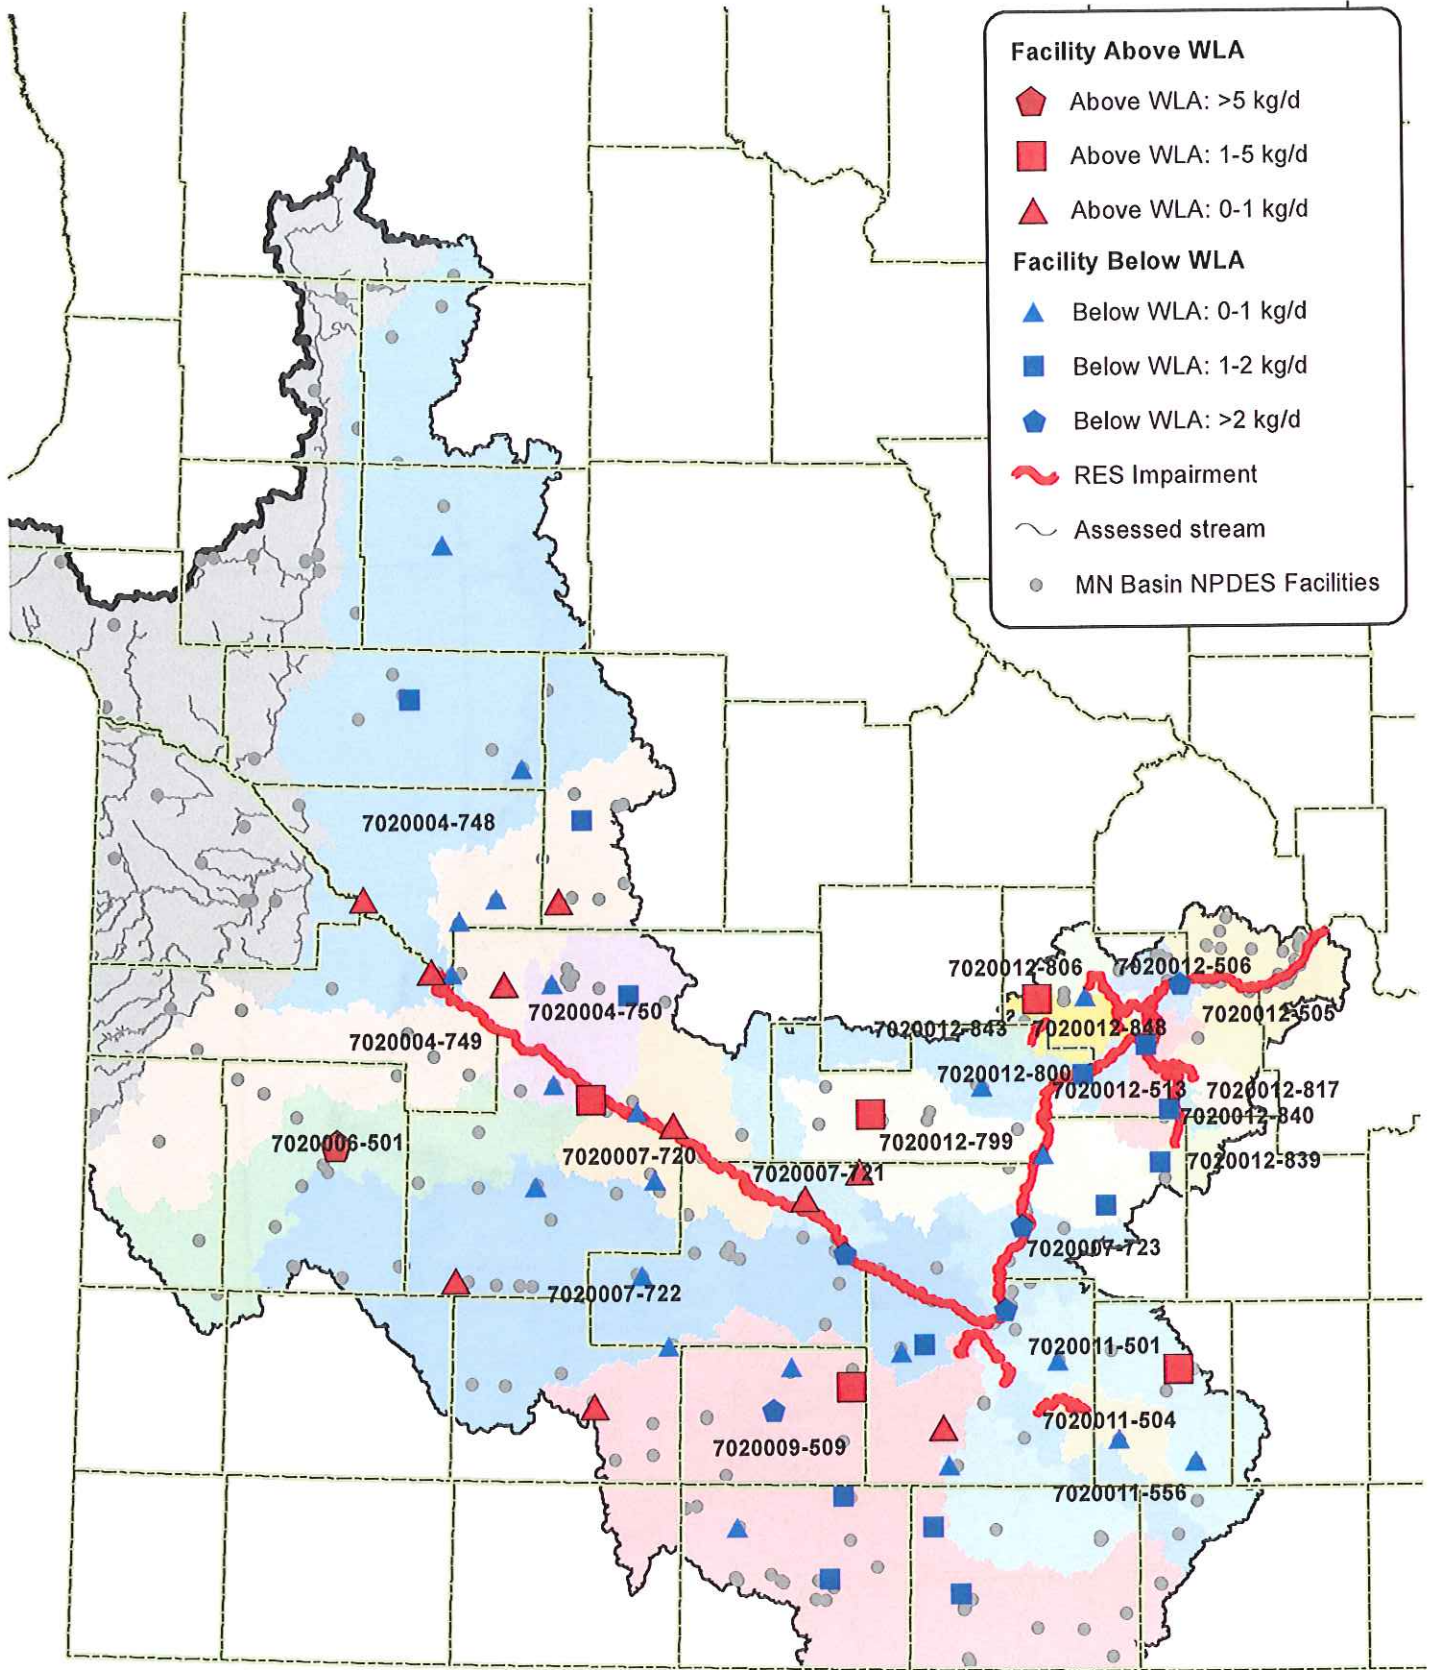 Facility Above WLA
Above WLA: >5 kg/d
Above WLA: 1-5 kg/d
Above WLA: 0-1 kg/d
Facility Below WLA
Below WLA: 0-1 kg/d
Below WLA: 1-2 kg/d
Below WLA: >2 kg/d
RES Impairment
Assessed stream
MN Basin NPDES Facilities
7020004-748
7020012-806
7020012-506
7020004-750
7020012-505
7020012-843
7020012-848
7020004-749
7020012-800
7020012-513
7020012-817
7020012-840
7020006-501
7020012-799
7020007-720
7020007-721
7020012-839
7020007-723
7020007-722
7020011-501
7020011-504
7020009-509
7020011-556